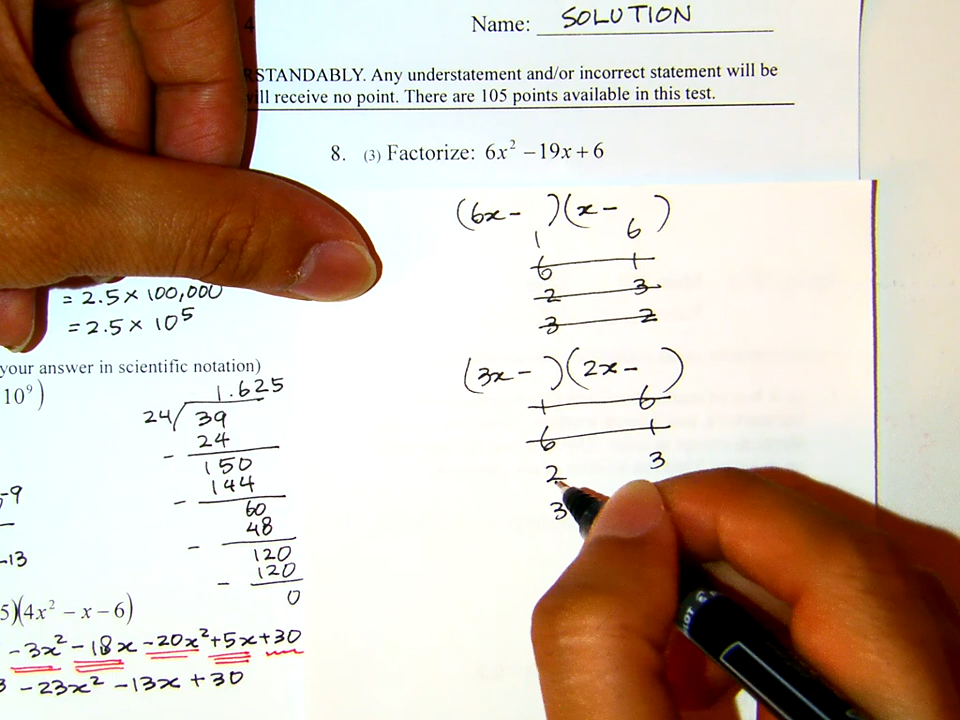 4
Name: SOLUTION
RSTANDABLY. Any understatement and/or incorrect statement will be
will receive no point. There are 105 points available in this test.
8. (3) Factorize: 6x² − 19x + 6
(6x − )(x − )
1 6
6 1
2 3
3 2
(3x − )(2x − )
1 6
6 1
2 3
3
= 2.5 × 100,000
= 2.5 × 10⁵
your answer in scientific notation)
10⁹)
1.625
24 39
24
− 150
144
− 60
48
− 120
− 120
0
-9
-13
5)(4x² − x − 6)
− 3x² − 18x − 20x² + 5x + 30
3 − 23x² − 13x + 30